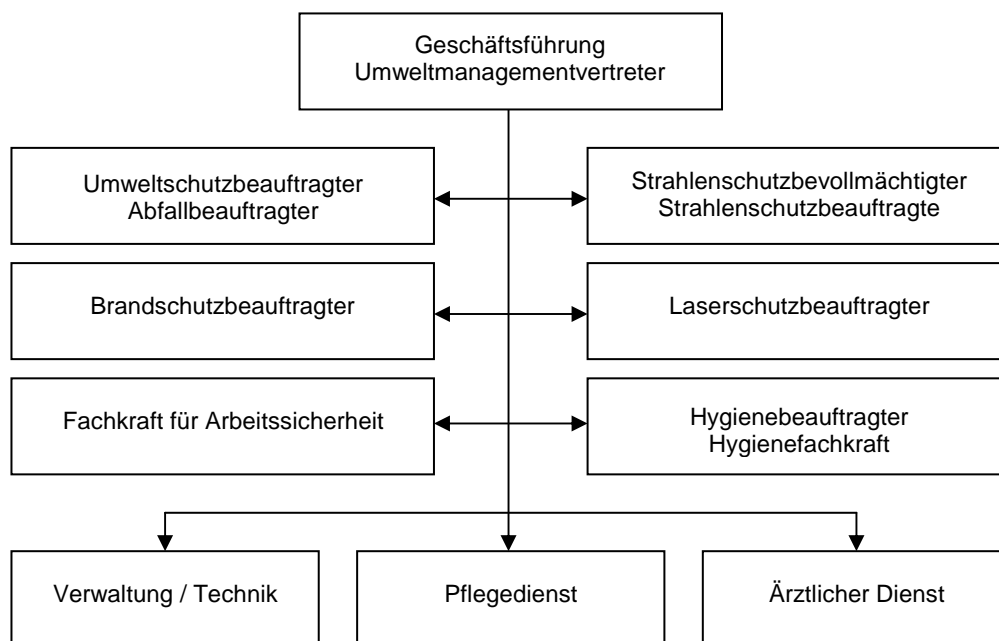 Geschäftsführung
Umweltmanagementvertreter
Umweltschutzbeauftragter
Abfallbeauftragter
Strahlenschutzbevollmächtigter
Strahlenschutzbeauftragte
Brandschutzbeauftragter
Laserschutzbeauftragter
Fachkraft für Arbeitssicherheit
Hygienebeauftragter
Hygienefachkraft
Verwaltung / Technik
Pflegedienst
Ärztlicher Dienst